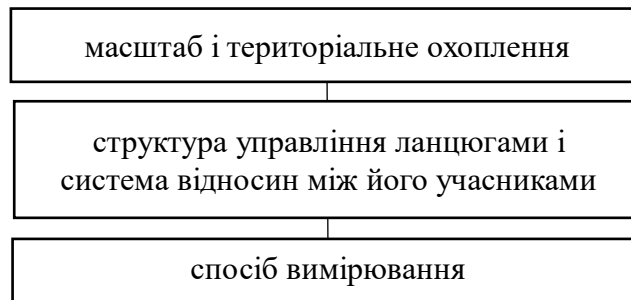 масштаб і територіальне охоплення
структура управління ланцюгами і
система відносин між його учасниками
спосіб вимірювання